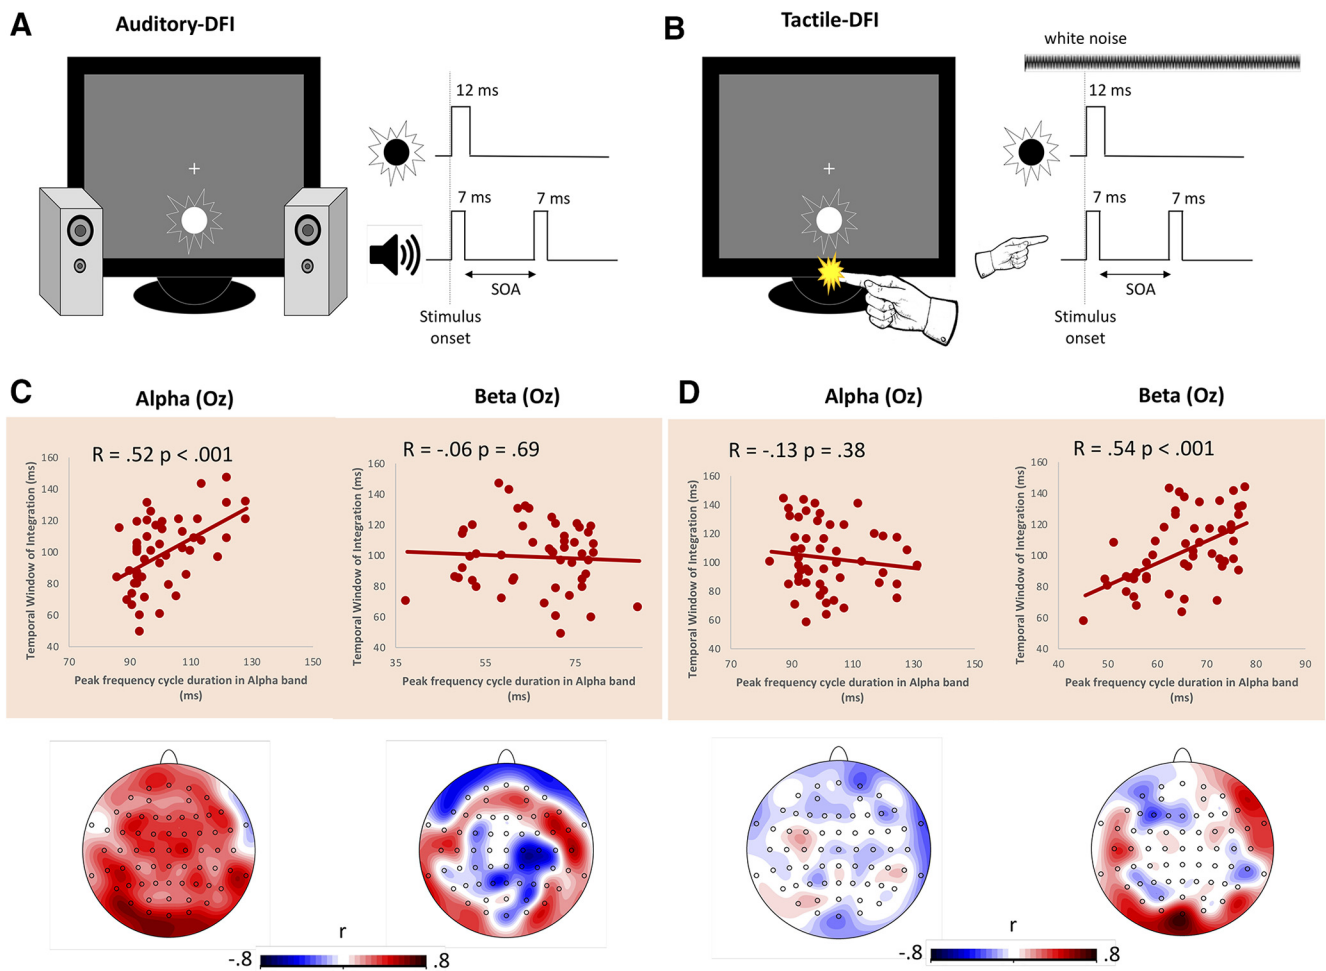 A
Auditory-DFI
12 ms
7 ms
7 ms
SOA
Stimulus
onset
B
Tactile-DFI
white noise
12 ms
7 ms
7 ms
SOA
Stimulus
onset
C
Alpha (Oz)
R = .52 p < .001
Temporal Window of Integration (ms)
160
140
120
100
80
60
40
70
90
110
130
150
Peak frequency cycle duration in Alpha band
(ms)
Beta (Oz)
R = -.06 p = .69
Temporal Window of Integration (ms)
160
140
120
100
80
60
40
35
55
75
Peak frequency cycle duration in Alpha band
(ms)
D
Alpha (Oz)
R = -.13 p = .38
Temporal Window of Integration (ms)
160
140
120
100
80
60
40
70
90
110
130
150
Peak frequency cycle duration in Alpha band
(ms)
Beta (Oz)
R = .54 p < .001
Temporal Window of Integration (ms)
160
140
120
100
80
60
40
40
50
60
70
80
90
Peak frequency cycle duration in Alpha band
(ms)
r
-.8
.8
r
-.8
.8